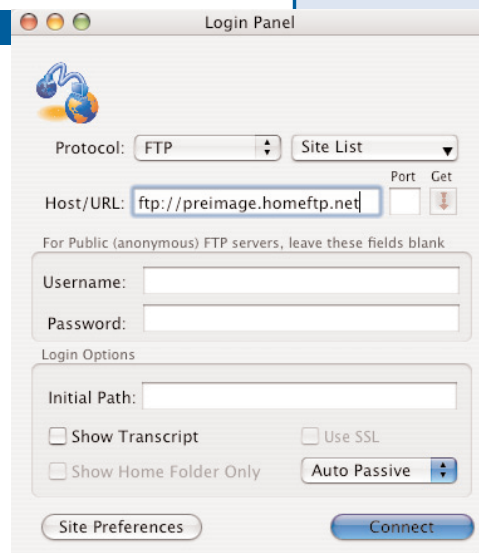 Login Panel
Protocol: FTP Site List
Port Get
Host/URL: ftp://preimage.homeftp.net
For Public (anonymous) FTP servers, leave these fields blank
Username:
Password:
Login Options
Initial Path:
Show Transcript Use SSL
Show Home Folder Only Auto Passive
Site Preferences Connect